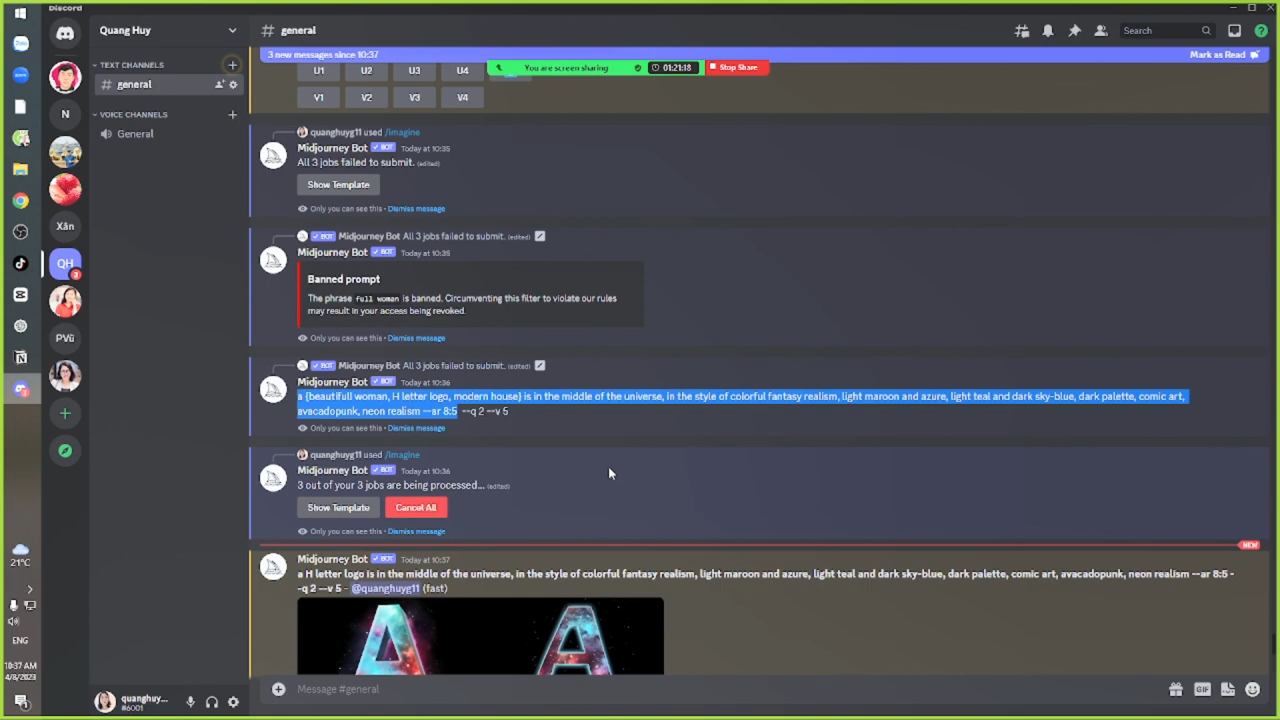 Discord
Quang Huy
general
Search
3 new messages since 10:37
Mark as Read
You are screen sharing
01:21:18
Stop Share
TEXT CHANNELS
general
VOICE CHANNELS
General
U1 U2 U3 U4
V1 V2 V3 V4
quanghuyg11 used /imagine
Midjourney Bot BOT Today at 10:35
All 3 jobs failed to submit. (edited)
Show Template
Only you can see this • Dismiss message
BOT Midjourney Bot All 3 jobs failed to submit. (edited)
Midjourney Bot BOT Today at 10:35
Banned prompt
The phrase full woman is banned. Circumventing this filter to violate our rules
may result in your access being revoked.
Only you can see this • Dismiss message
BOT Midjourney Bot All 3 jobs failed to submit. (edited)
Midjourney Bot BOT Today at 10:36
a {beautifull woman, H letter logo, modern house} is in the middle of the universe, in the style of colorful fantasy realism, light maroon and azure, light teal and dark sky-blue, dark palette, comic art,
avacadopunk, neon realism --ar 8:5 --q 2 --v 5
Only you can see this • Dismiss message
quanghuyg11 used /imagine
Midjourney Bot BOT Today at 10:36
3 out of your 3 jobs are being processed... (edited)
Show Template
Cancel All
Only you can see this • Dismiss message
NEW
Midjourney Bot BOT Today at 10:37
a H letter logo is in the middle of the universe, in the style of colorful fantasy realism, light maroon and azure, light teal and dark sky-blue, dark palette, comic art, avacadopunk, neon realism --ar 8:5 -
-q 2 --v 5 - @quanghuyg11 (fast)
A A
Message #general
GIF
N
Xân
QH
3
PVũ
quanghuy...
#6001
21°C
ENG
10:37 AM
4/8/2023